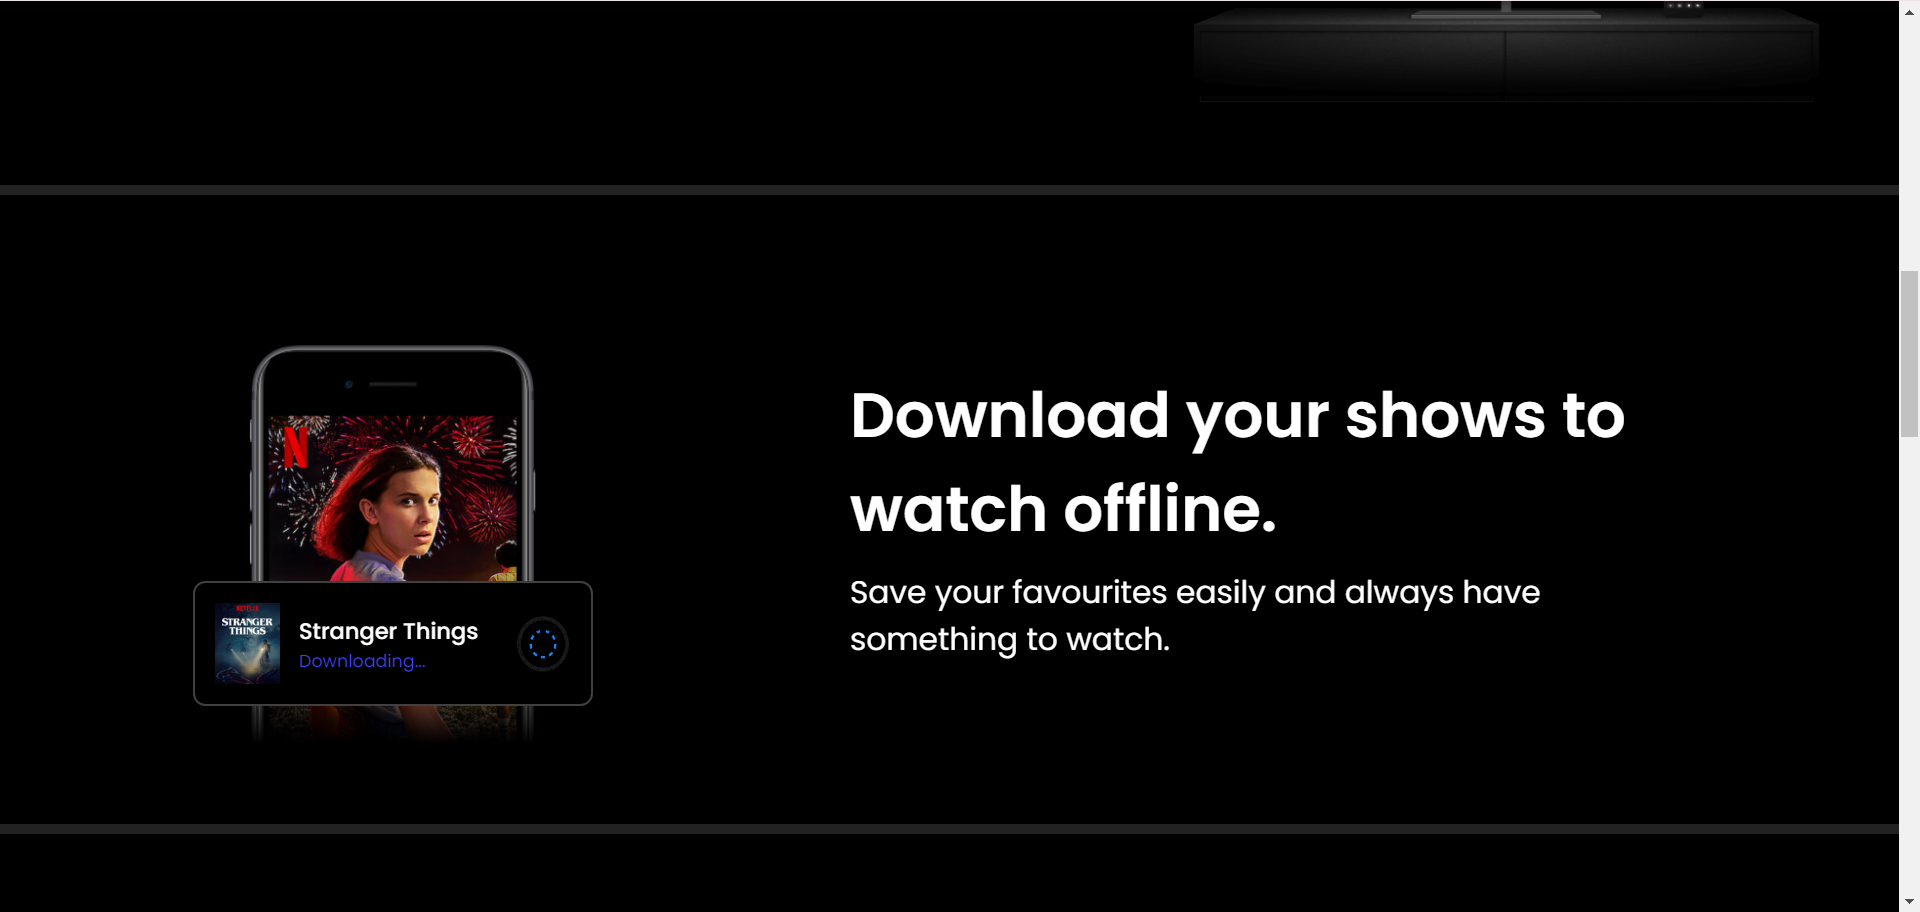 Download your shows to
watch offline.
Save your favourites easily and always have
something to watch.
N
NETFLIX
STRANGER
THINGS
Stranger Things
Downloading...